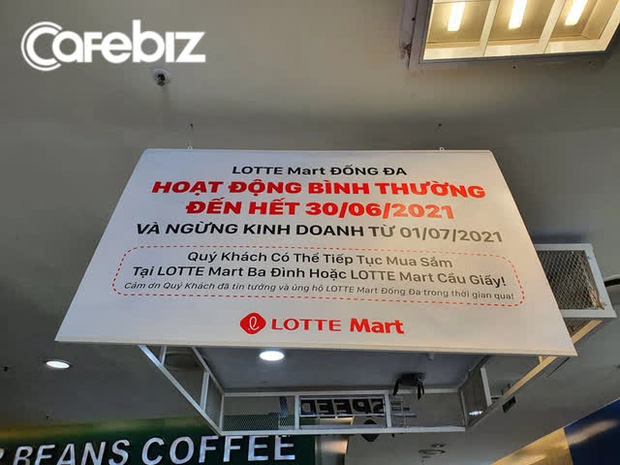 Cafebiz
LOTTE Mart ĐỐNG ĐA
HOẠT ĐỘNG BÌNH THƯỜNG
ĐẾN HẾT 30/06/2021
VÀ NGỪNG KINH DOANH TỪ 01/07/2021
Quý Khách Có Thể Tiếp Tục Mua Sắm
Tại LOTTE Mart Ba Đình Hoặc LOTTE Mart Cầu Giấy!
Cảm ơn Quý Khách đã tin tưởng và ủng hộ LOTTE Mart Đống Đa trong thời gian qua!
LOTTE Mart
SPEED
BEANS COFFEE